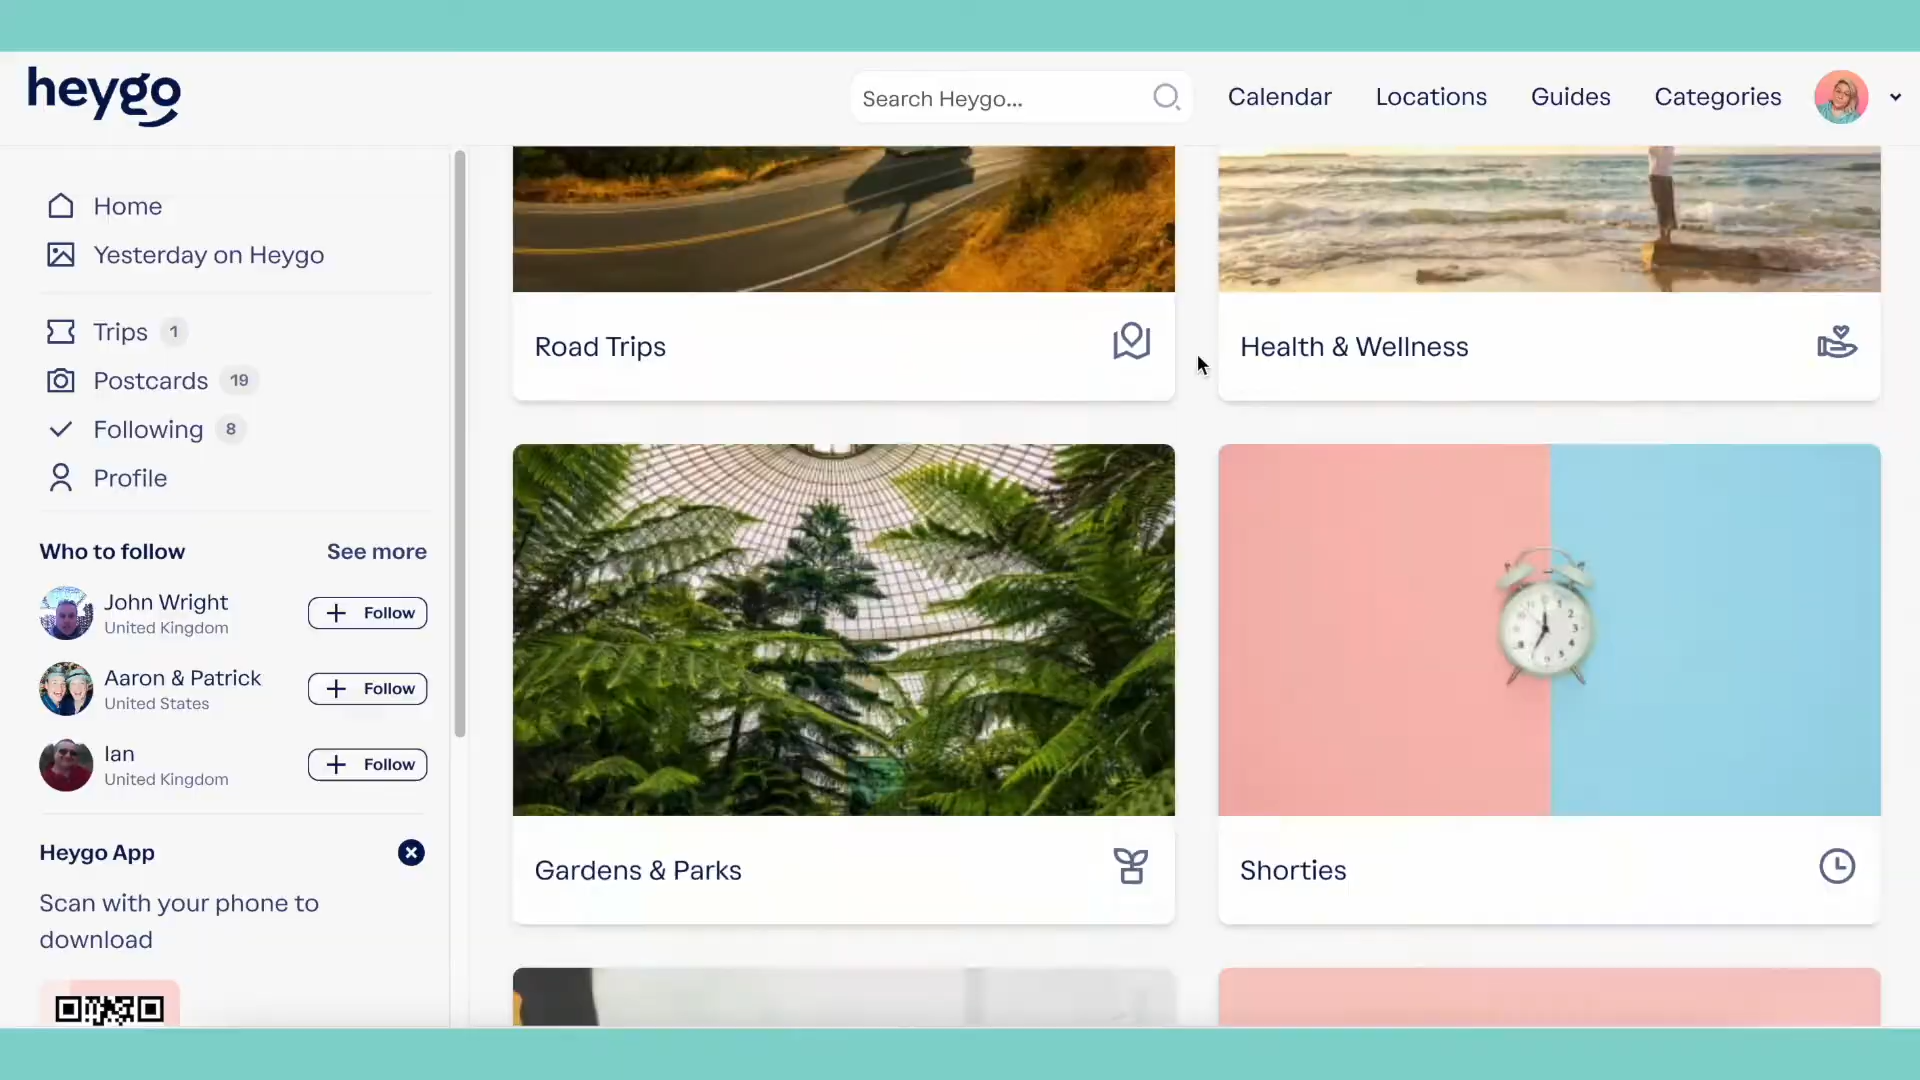 heygo
Search Heygo...
Calendar
Locations
Guides
Categories
Home
Yesterday on Heygo
Trips 1
Postcards 19
Following 8
Profile
Who to follow
See more
John Wright
United Kingdom
+ Follow
Aaron & Patrick
United States
+ Follow
Ian
United Kingdom
+ Follow
Heygo App
Scan with your phone to
download
Road Trips
Health & Wellness
Gardens & Parks
Shorties